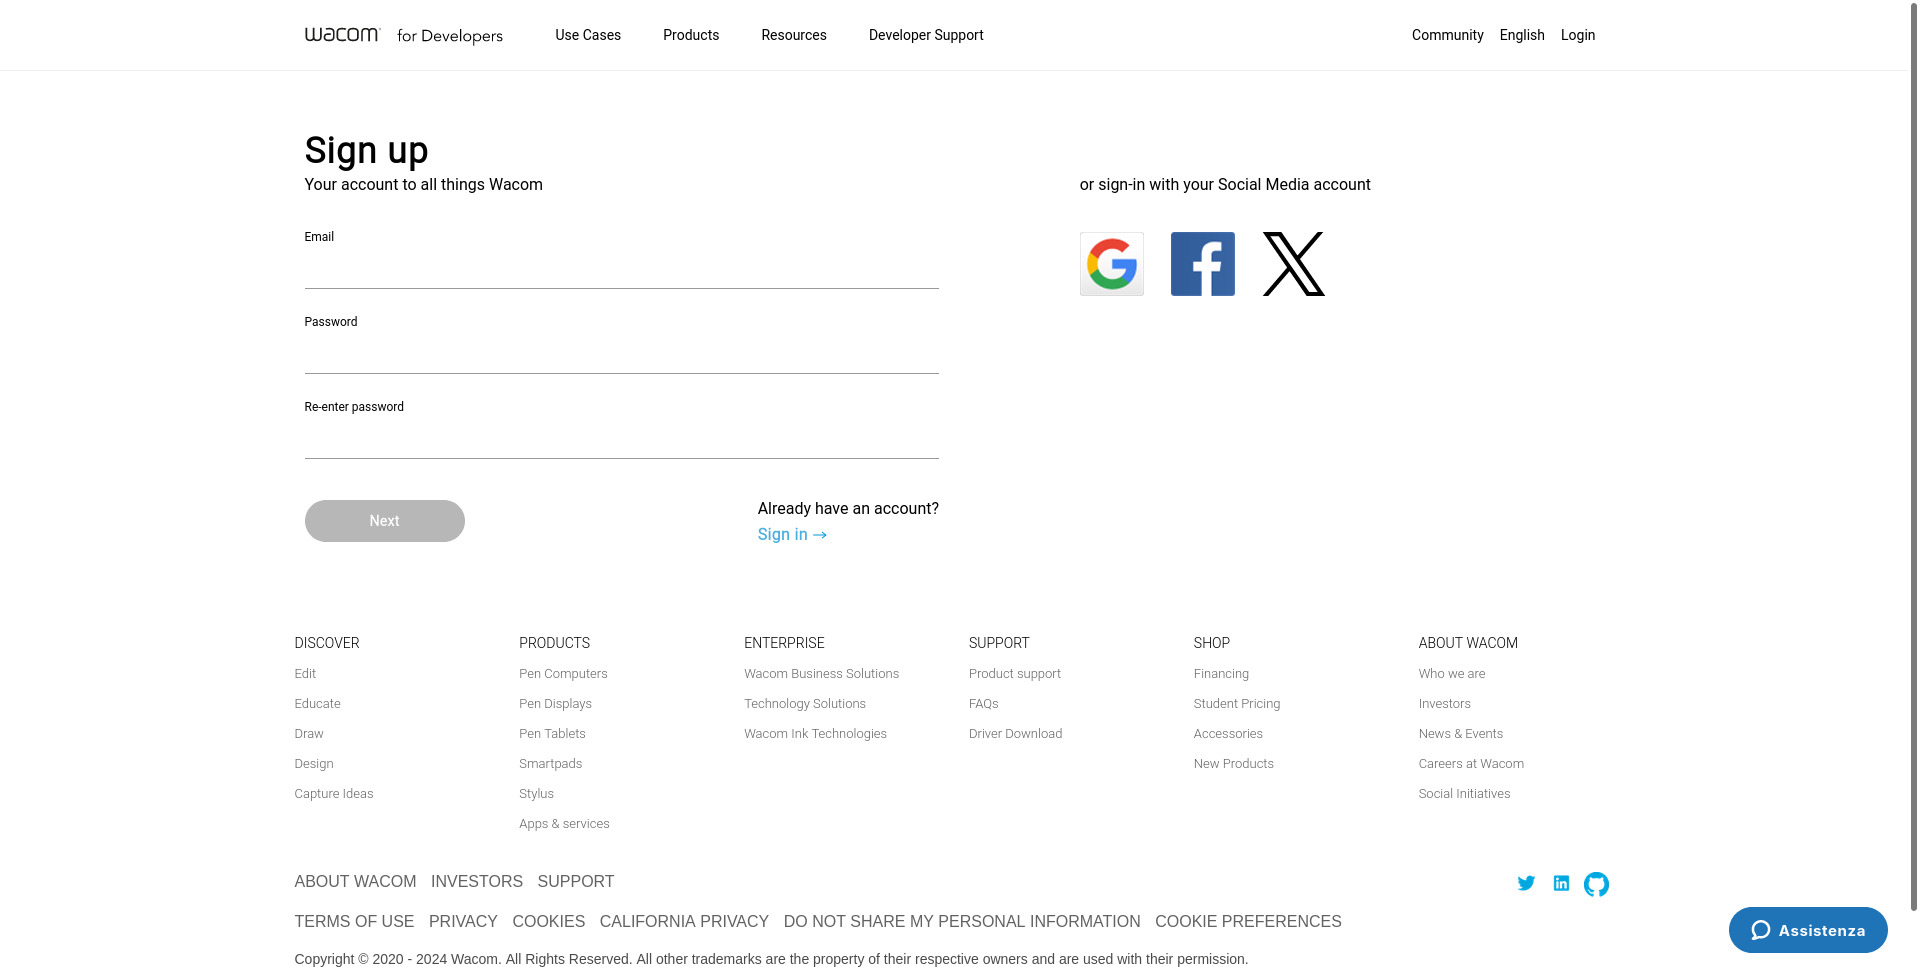 wacom for Developers Use Cases Products Resources Developer Support Community English Login
Sign up
Your account to all things Wacom
or sign-in with your Social Media account
Email
Password
Re-enter password
Next
Already have an account?
Sign in →
DISCOVER
Edit
Educate
Draw
Design
Capture Ideas
PRODUCTS
Pen Computers
Pen Displays
Pen Tablets
Smartpads
Stylus
Apps & services
ENTERPRISE
Wacom Business Solutions
Technology Solutions
Wacom Ink Technologies
SUPPORT
Product support
FAQs
Driver Download
SHOP
Financing
Student Pricing
Accessories
New Products
ABOUT WACOM
Who we are
Investors
News & Events
Careers at Wacom
Social Initiatives
ABOUT WACOM INVESTORS SUPPORT
TERMS OF USE PRIVACY COOKIES CALIFORNIA PRIVACY DO NOT SHARE MY PERSONAL INFORMATION COOKIE PREFERENCES
Assistenza
Copyright © 2020 - 2024 Wacom. All Rights Reserved. All other trademarks are the property of their respective owners and are used with their permission.